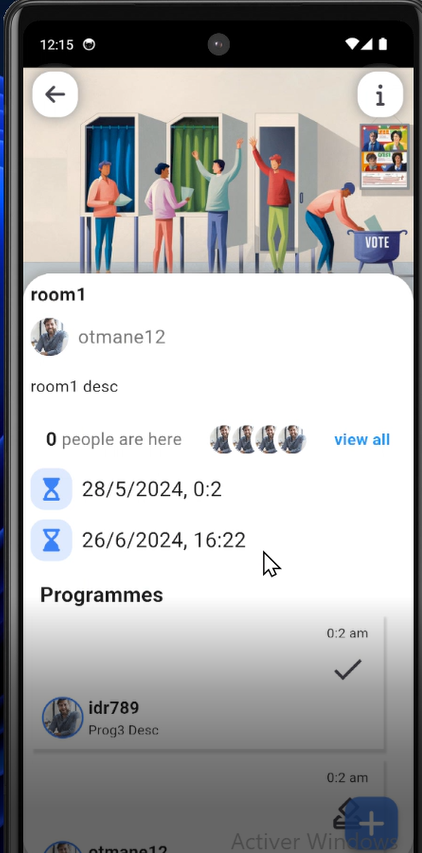 12:15
i
VOTE
room1
otmane12
room1 desc
0 people are here
view all
28/5/2024, 0:2
26/6/2024, 16:22
Programmes
0:2 am
idr789
Prog3 Desc
0:2 am
otmane12
Activer Windows